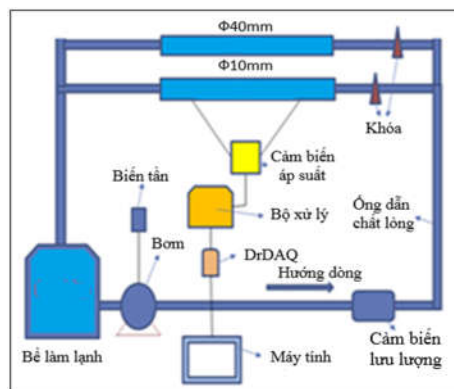 Φ40mm
Φ10mm
Khóa
Cảm biến
áp suất
Biến tần
Bộ xử lý
Ống dẫn
chất lỏng
Bơm
DrDAQ
Hướng dòng
Bể làm lạnh
Máy tính
Cảm biến
lưu lượng